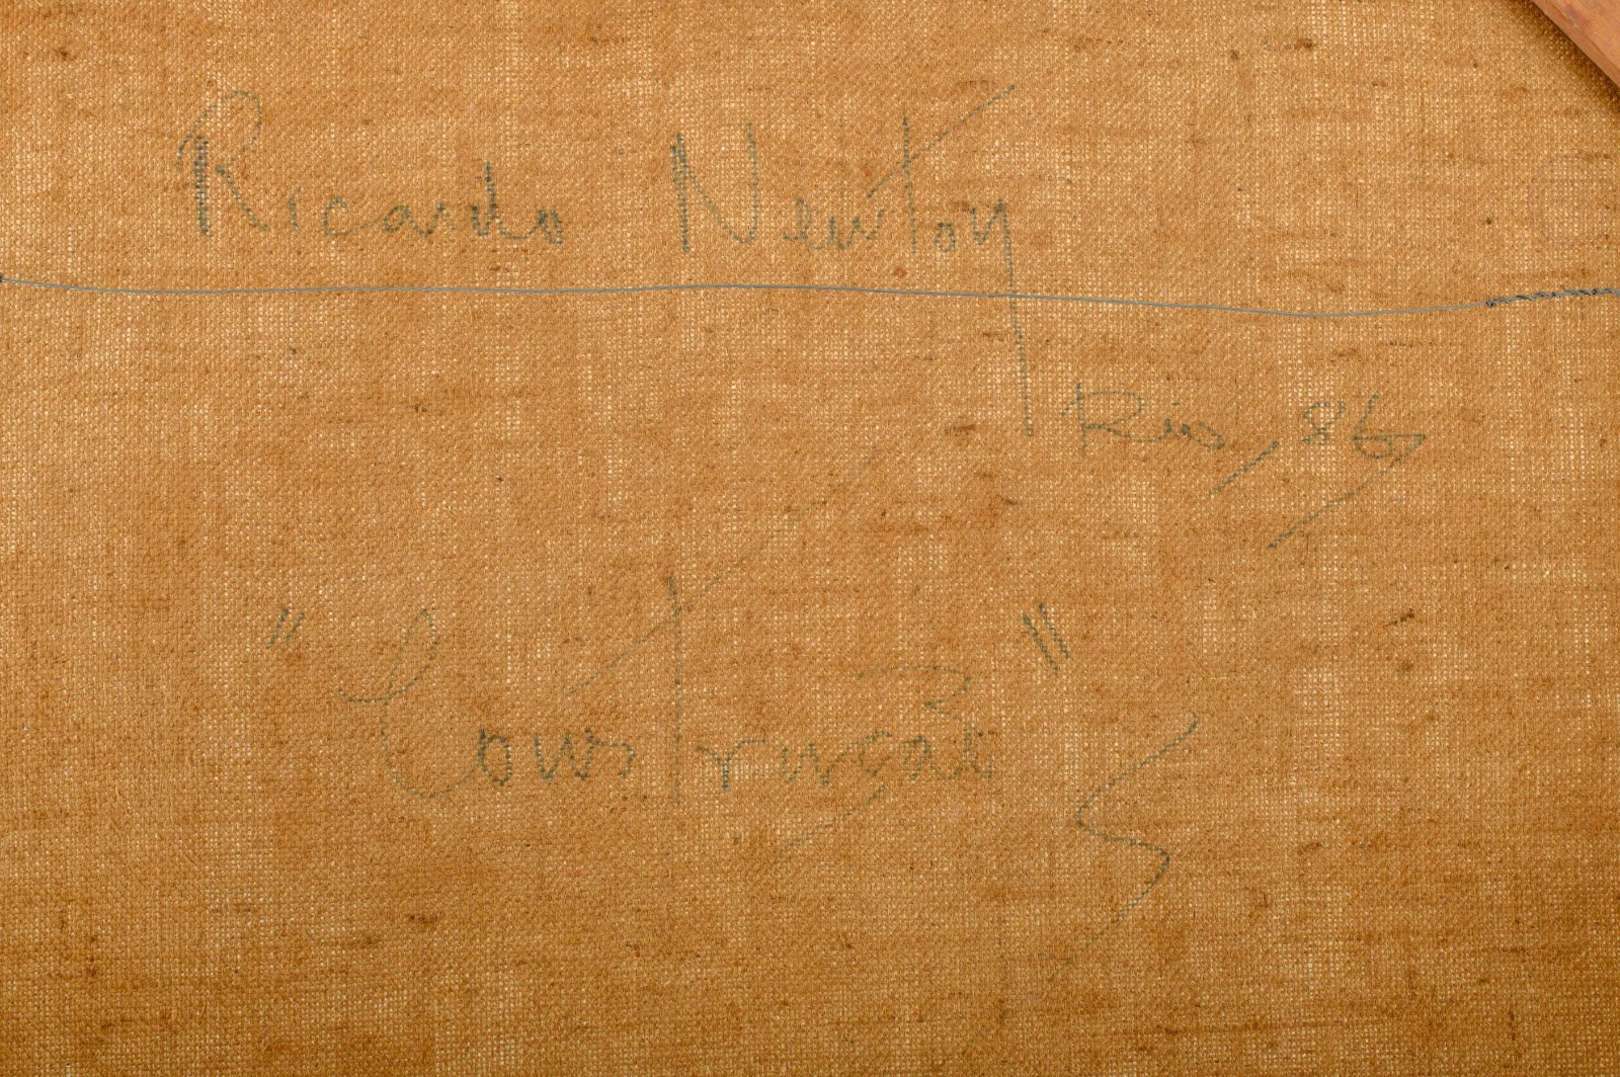 Ricardo Newton
Rio, 86
"Construção"